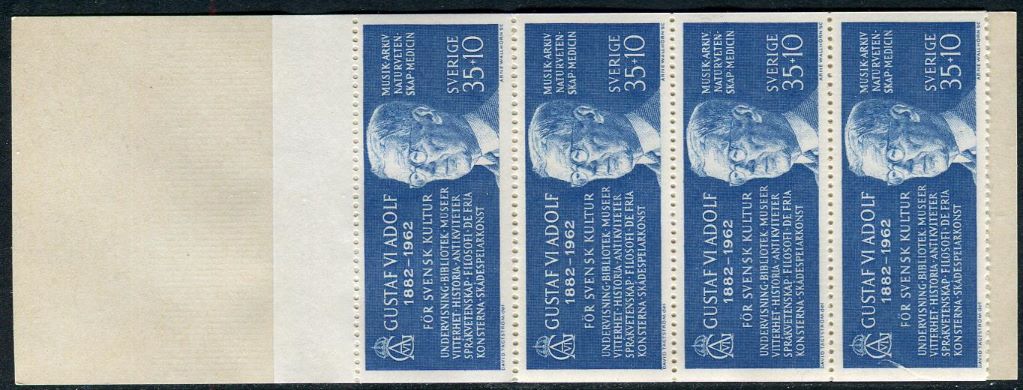 MUSIK·ARKIV
NATURVETEN-
SKAP·MEDICIN
SVERIGE
35+10
GUSTAF VI ADOLF
1882–1962
FÖR SVENSK KULTUR
UNDERVISNING·BIBLIOTEK·MUSEER
VITTERHET·HISTORIA·ANTIKVITETER
SPRÅKVETENSKAP·FILOSOFI·DE FRIA
KONSTERNA·SKÅDESPELARKONST
MUSIK·ARKIV
NATURVETEN-
SKAP·MEDICIN
SVERIGE
35+10
GUSTAF VI ADOLF
1882–1962
FÖR SVENSK KULTUR
UNDERVISNING·BIBLIOTEK·MUSEER
VITTERHET·HISTORIA·ANTIKVITETER
SPRÅKVETENSKAP·FILOSOFI·DE FRIA
KONSTERNA·SKÅDESPELARKONST
MUSIK·ARKIV
NATURVETEN-
SKAP·MEDICIN
SVERIGE
35+10
GUSTAF VI ADOLF
1882–1962
FÖR SVENSK KULTUR
UNDERVISNING·BIBLIOTEK·MUSEER
VITTERHET·HISTORIA·ANTIKVITETER
SPRÅKVETENSKAP·FILOSOFI·DE FRIA
KONSTERNA·SKÅDESPELARKONST
MUSIK·ARKIV
NATURVETEN-
SKAP·MEDICIN
SVERIGE
35+10
GUSTAF VI ADOLF
1882–1962
FÖR SVENSK KULTUR
UNDERVISNING·BIBLIOTEK·MUSEER
VITTERHET·HISTORIA·ANTIKVITETER
SPRÅKVETENSKAP·FILOSOFI·DE FRIA
KONSTERNA·SKÅDESPELARKONST